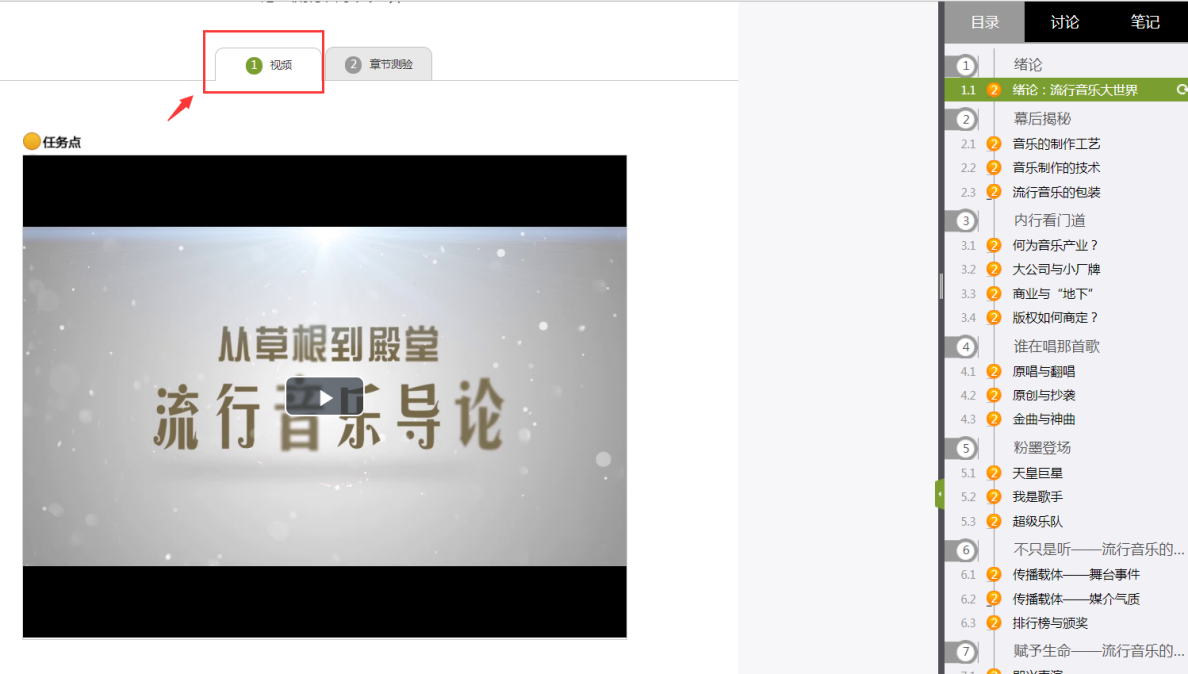 1 视频
2 章节测验
任务点
从草根到殿堂
流行音乐导论
目录 讨论 笔记
1 绪论
1.1 2 绪论：流行音乐大世界
2 幕后揭秘
2.1 2 音乐的制作工艺
2.2 2 音乐制作的技术
2.3 2 流行音乐的包装
3 内行看门道
3.1 2 何为音乐产业？
3.2 2 大公司与小厂牌
3.3 2 商业与“地下”
3.4 2 版权如何商定？
4 谁在唱那首歌
4.1 2 原唱与翻唱
4.2 2 原创与抄袭
4.3 2 金曲与神曲
5 粉墨登场
5.1 2 天皇巨星
5.2 2 我是歌手
5.3 2 超级乐队
6 不只是听——流行音乐的...
6.1 2 传播载体——舞台事件
6.2 2 传播载体——媒介气质
6.3 2 排行榜与颁奖
7 赋予生命——流行音乐的...